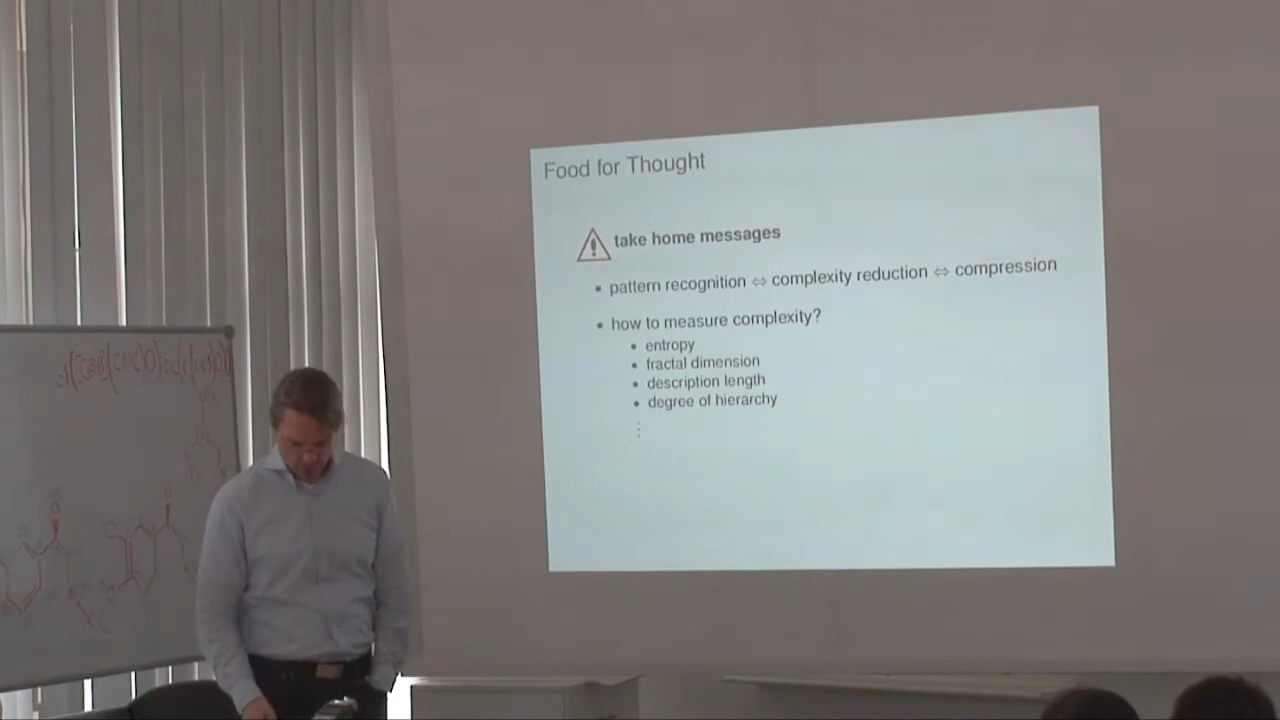 Food for Thought
take home messages
• pattern recognition ⇔ complexity reduction ⇔ compression
• how to measure complexity?
• entropy
• fractal dimension
• description length
• degree of hierarchy
⋮